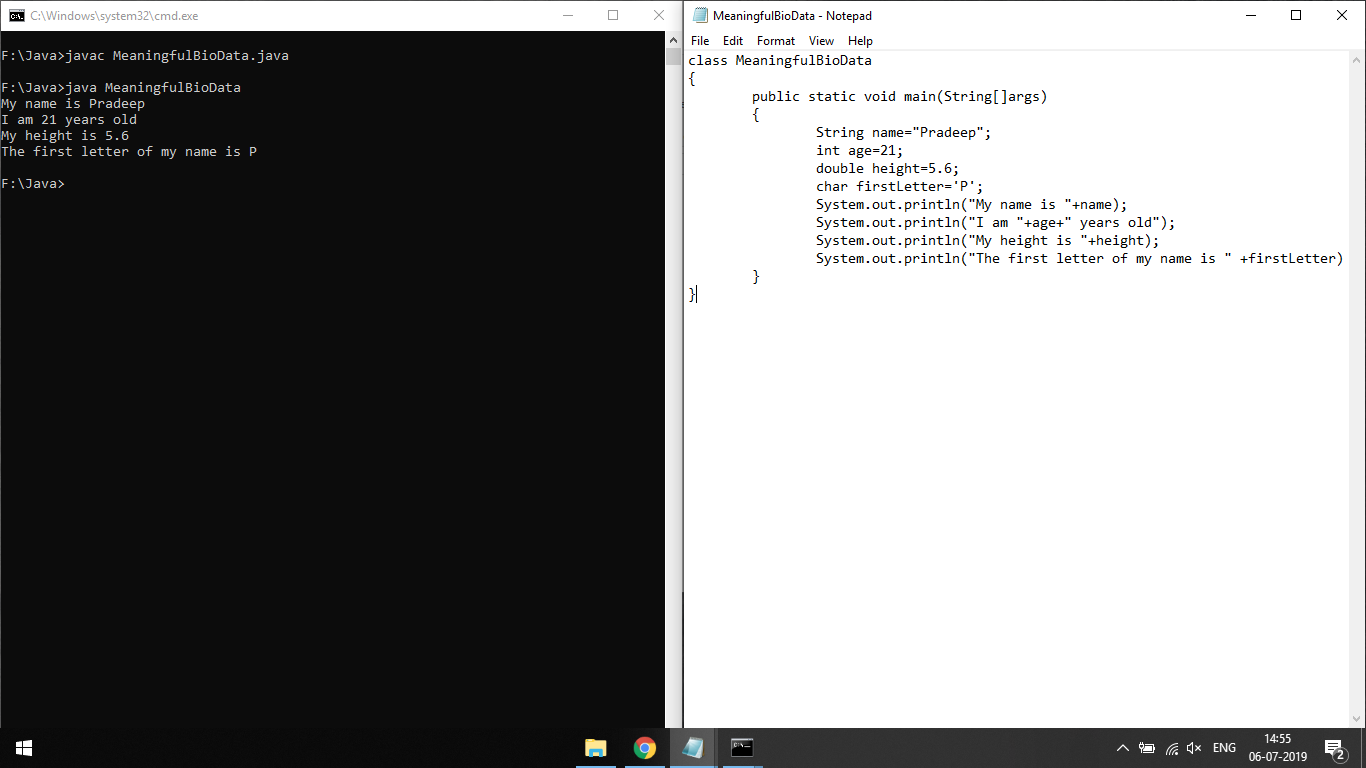 C:\Windows\system32\cmd.exe
F:\Java>javac MeaningfulBioData.java
F:\Java>java MeaningfulBioData
My name is Pradeep
I am 21 years old
My height is 5.6
The first letter of my name is P
F:\Java>
MeaningfulBioData - Notepad
File Edit Format View Help
class MeaningfulBioData
{
public static void main(String[]args)
{
String name="Pradeep";
int age=21;
double height=5.6;
char firstLetter='P';
System.out.println("My name is "+name);
System.out.println("I am "+age+" years old");
System.out.println("My height is "+height);
System.out.println("The first letter of my name is " +firstLetter)
}
}
ENG
14:55
06-07-2019
2